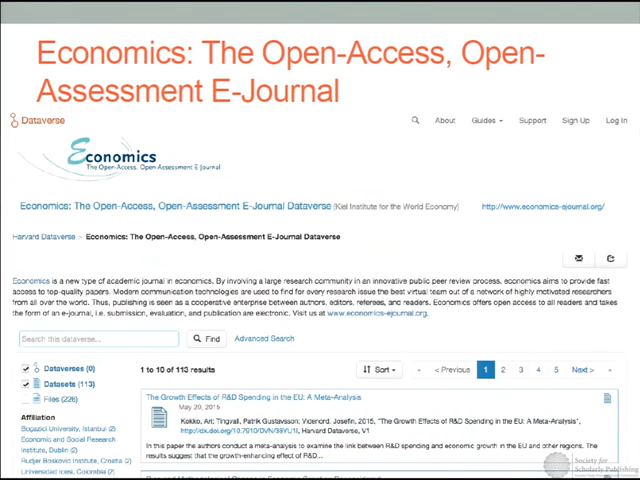 Economics: The Open-Access, Open-
Assessment E-Journal
Dataverse
About Guides Support Sign Up Log In
Economics
The Open-Access, Open-Assessment E-Journal
Economics: The Open-Access, Open-Assessment E-Journal Dataverse (Kiel Institute for the World Economy) http://www.economics-ejournal.org/
Harvard Dataverse > Economics: The Open-Access, Open-Assessment E-Journal Dataverse
Economics is a new type of academic journal in economics. By involving a large research community in an innovative public peer review process, economics aims to provide fast
access to top-quality papers. Modern communication technologies are used to find for every research issue the best virtual team out of a network of highly motivated researchers
from all over the world. Thus, publishing is seen as a cooperative enterprise between authors, editors, referees, and readers. Economics offers open access to all readers and takes
the form of an e-journal, i.e. submission, evaluation, and publication are electronic. Visit us at www.economics-ejournal.org.
Search this dataverse... Find Advanced Search
Dataverses (0)
Datasets (113)
Files (226)
1 to 10 of 113 results Sort « < Previous 1 2 3 4 5 Next > »
The Growth Effects of R&D Spending in the EU: A Meta-Analysis
May 29, 2015
Kokko, Ari; Tingvall, Patrik Gustavsson; Videnord, Josefin, 2015, "The Growth Effects of R&D Spending in the EU: A Meta-Analysis",
Harvard Dataverse, V1
In this paper the authors conduct a meta-analysis to examine the link between R&D spending and economic growth in the EU and other regions. The
results suggest that the growth-enhancing effect of R&D...
Affiliation
Bogazici University, Istanbul (2)
Economic and Social Research
Institute, Dublin (2)
Rudjer Boskovic Institute, Croatia (2)
Universidad Icesi, Colombia (2)
Society for
Scholarly Publishing